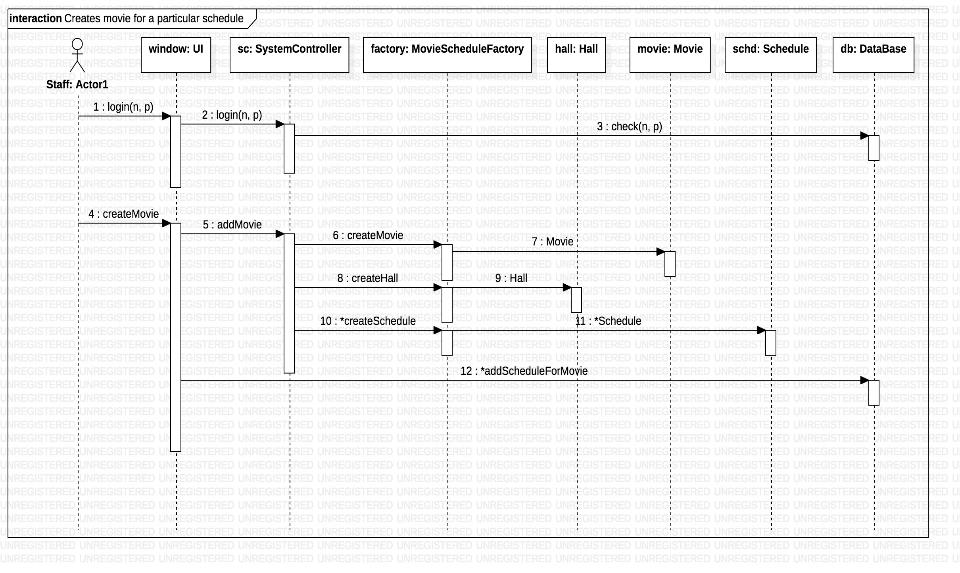 interaction Creates movie for a particular schedule
window: UI
sc: SystemController
factory: MovieScheduleFactory
hall: Hall
movie: Movie
schd: Schedule
db: DataBase
Staff: Actor1
1 : login(n, p)
2 : login(n, p)
3 : check(n, p)
4 : createMovie
5 : addMovie
6 : createMovie
7 : Movie
8 : createHall
9 : Hall
10 : *createSchedule
11 : *Schedule
12 : *addScheduleForMovie
UNREGISTERED